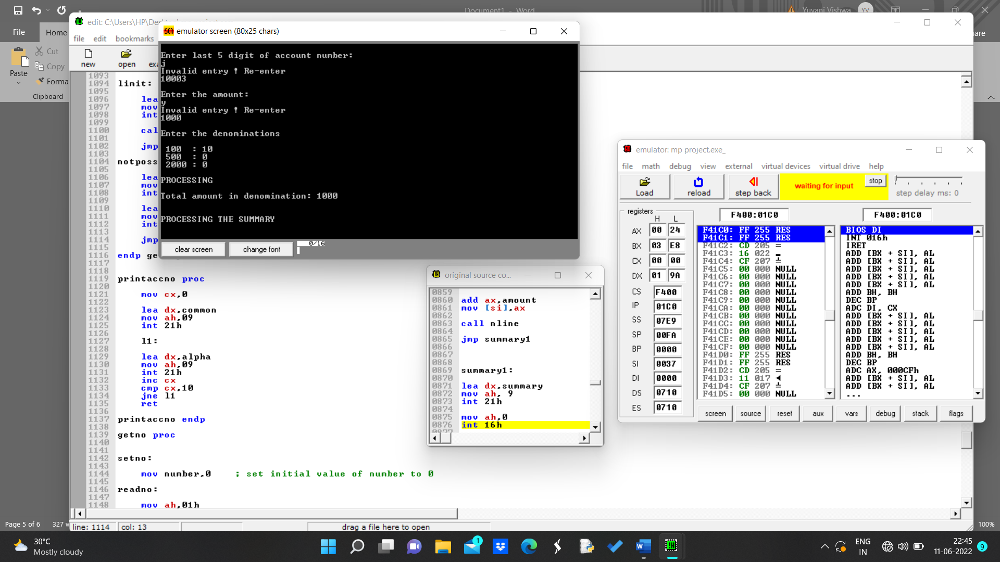 Document1 - Word
Yuvani Vishwa
YV
File
Home
are
Cut
Copy
Paste
Forma
Clipboard
edit: C:\Users\HP\De
file edit bookmarks
new open exa
1093
1094 limit:
1095
1096 lea
1097 mov
1098 int
1099
1100 cal
1101
1102 jmp
1103
1104 notposs
1105
1106 lea
1107 mov
1108 int
1109
1110 lea
1111 mov
1112 int
1113
1114 jmp
1115
1116 endp ge
1117
1118
1119 printaccno proc
1120
1121 mov cx,0
1122
1123 lea dx,common
1124 mov ah,09
1125 int 21h
1126
1127 l1:
1128
1129 lea dx,alpha
1130 mov ah,09
1131 int 21h
1132 inc cx
1133 cmp cx,10
1134 jne l1
1135 ret
1136
1137 printaccno endp
1138
1139 getno proc
1140
1141
1142 setno:
1143
1144 mov number,0 ; set initial value of number to 0
1145
1146 readno:
1147
1148 mov ah,01h
line: 1114 col: 13 drag a file here to open
emulator screen (80x25 chars)
Enter last 5 digit of account number:
j
Invalid entry ! Re-enter
10003
Enter the amount:
y
Invalid entry ! Re-enter
1000
Enter the denominations
100 : 10
500 : 0
2000 : 0
PROCESSING
Total amount in denomination: 1000
PROCESSING THE SUMMARY
clear screen change font 0/16
original source co...
0859
0860 add ax,amount
0861 mov [si],ax
0862
0863 call nline
0864
0865 jmp summary1
0866
0867
0868
0869 summary1:
0870
0871 lea dx,summary
0872 mov ah, 9
0873 int 21h
0874
0875 mov ah,0
0876 int 16h
emulator: mp project.exe_
file math debug view external virtual devices virtual drive help
Load reload step back waiting for input stop step delay ms: 0
registers
H L
AX 00 24
BX 03 E8
CX 00 00
DX 01 9A
CS F400
IP 01C0
SS 07E9
SP 00FA
BP 0000
SI 0037
DI 0000
DS 0710
ES 0710
F400:01C0
F41C0: FF 255 RES
F41C1: FF 255 RES
F41C2: CD 205 =
F41C3: 16 022 ▬
F41C4: CF 207 ╧
F41C5: 00 000 NULL
F41C6: 00 000 NULL
F41C7: 00 000 NULL
F41C8: 00 000 NULL
F41C9: 00 000 NULL
F41CA: 00 000 NULL
F41CB: 00 000 NULL
F41CC: 00 000 NULL
F41CD: 00 000 NULL
F41CE: 00 000 NULL
F41CF: 00 000 NULL
F41D0: FF 255 RES
F41D1: FF 255 RES
F41D2: CD 205 =
F41D3: 11 017 ◄
F41D4: CF 207 ╧
F41D5: 00 000 NULL
F400:01C0
BIOS DI
INT 016h
IRET
ADD [BX + SI], AL
ADD [BX + SI], AL
ADD [BX + SI], AL
ADD [BX + SI], AL
ADD [BX + SI], AL
ADD BH, BH
DEC BP
ADC DI, CX
ADD [BX + SI], AL
ADD [BX + SI], AL
ADD [BX + SI], AL
ADD [BX + SI], AL
ADD [BX + SI], AL
ADD BH, BH
DEC BP
ADC AX, 000CFh
ADD [BX + SI], AL
ADD [BX + SI], AL
...
screen source reset aux vars debug stack flags
Page 5 of 6 327 w
100%
30°C
Mostly cloudy
1
ENG
IN
22:45
11-06-2022
9